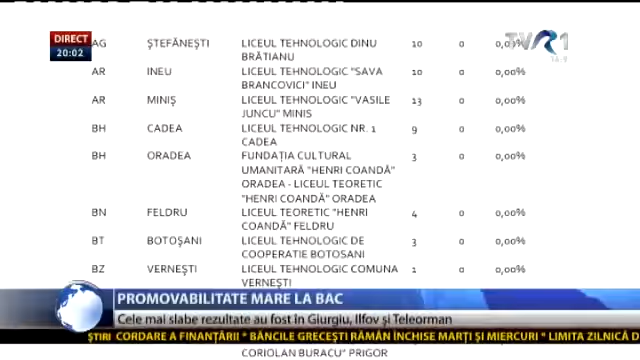 DIRECT
20:02
TVR1
AG ŞTEFĂNEŞTI LICEUL TEHNOLOGIC DINU 10 0 0,00%
BRĂTIANU
AR INEU LICEUL TEHNOLOGIC "SAVA 10 0 0,00%
BRANCOVICI" INEU
AR MINIŞ LICEUL TEHNOLOGIC "VASILE 13 0 0,00%
JUNCU" MINIS
BH CADEA LICEUL TEHNOLOGIC NR. 1 9 0 0,00%
CADEA
BH ORADEA FUNDAŢIA CULTURAL 3 0 0,00%
UMANITARĂ "HENRI COANDĂ"
ORADEA - LICEUL TEORETIC
"HENRI COANDĂ" ORADEA
BN FELDRU LICEUL TEORETIC "HENRI 4 0 0,00%
COANDĂ" FELDRU
BT BOTOŞANI LICEUL TEHNOLOGIC DE 3 0 0,00%
COOPERATIE BOTOSANI
BZ VERNEŞTI LICEUL TEHNOLOGIC COMUNA 1 0 0,00%
VERNEŞTI
PROMOVABILITATE MARE LA BAC
Cele mai slabe rezultate au fost în Giurgiu, Ilfov şi Teleorman
ŞTIRI CORDARE A FINANŢĂRII! * BĂNCILE GRECEŞTI RĂMÂN ÎNCHISE MARŢI ŞI MIERCURI * LIMITA ZILNICĂ D
CORIOLAN BURACU" PRIGOR